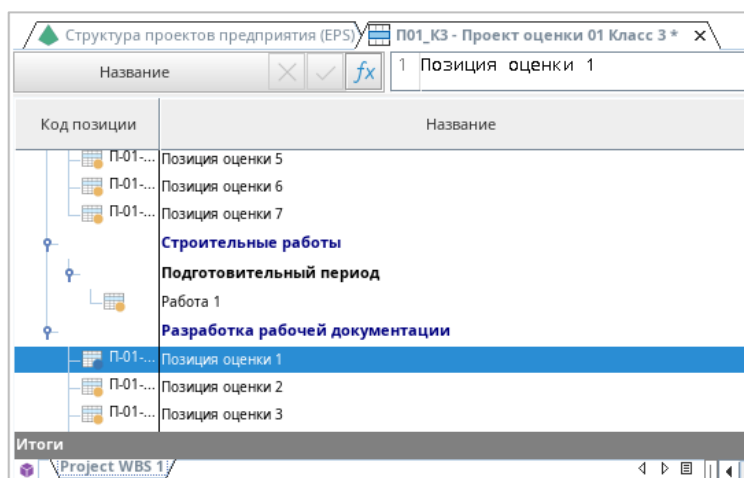 Структура проектов предприятия (EPS) П01_К3 - Проект оценки 01 Класс 3 * X
Название fx 1 Позиция оценки 1
Код позиции Название
П-01-... Позиция оценки 5
П-01-... Позиция оценки 6
П-01-... Позиция оценки 7
Строительные работы
Подготовительный период
Работа 1
Разработка рабочей документации
П-01-... Позиция оценки 1
П-01-... Позиция оценки 2
П-01-... Позиция оценки 3
Итоги
Project WBS 1